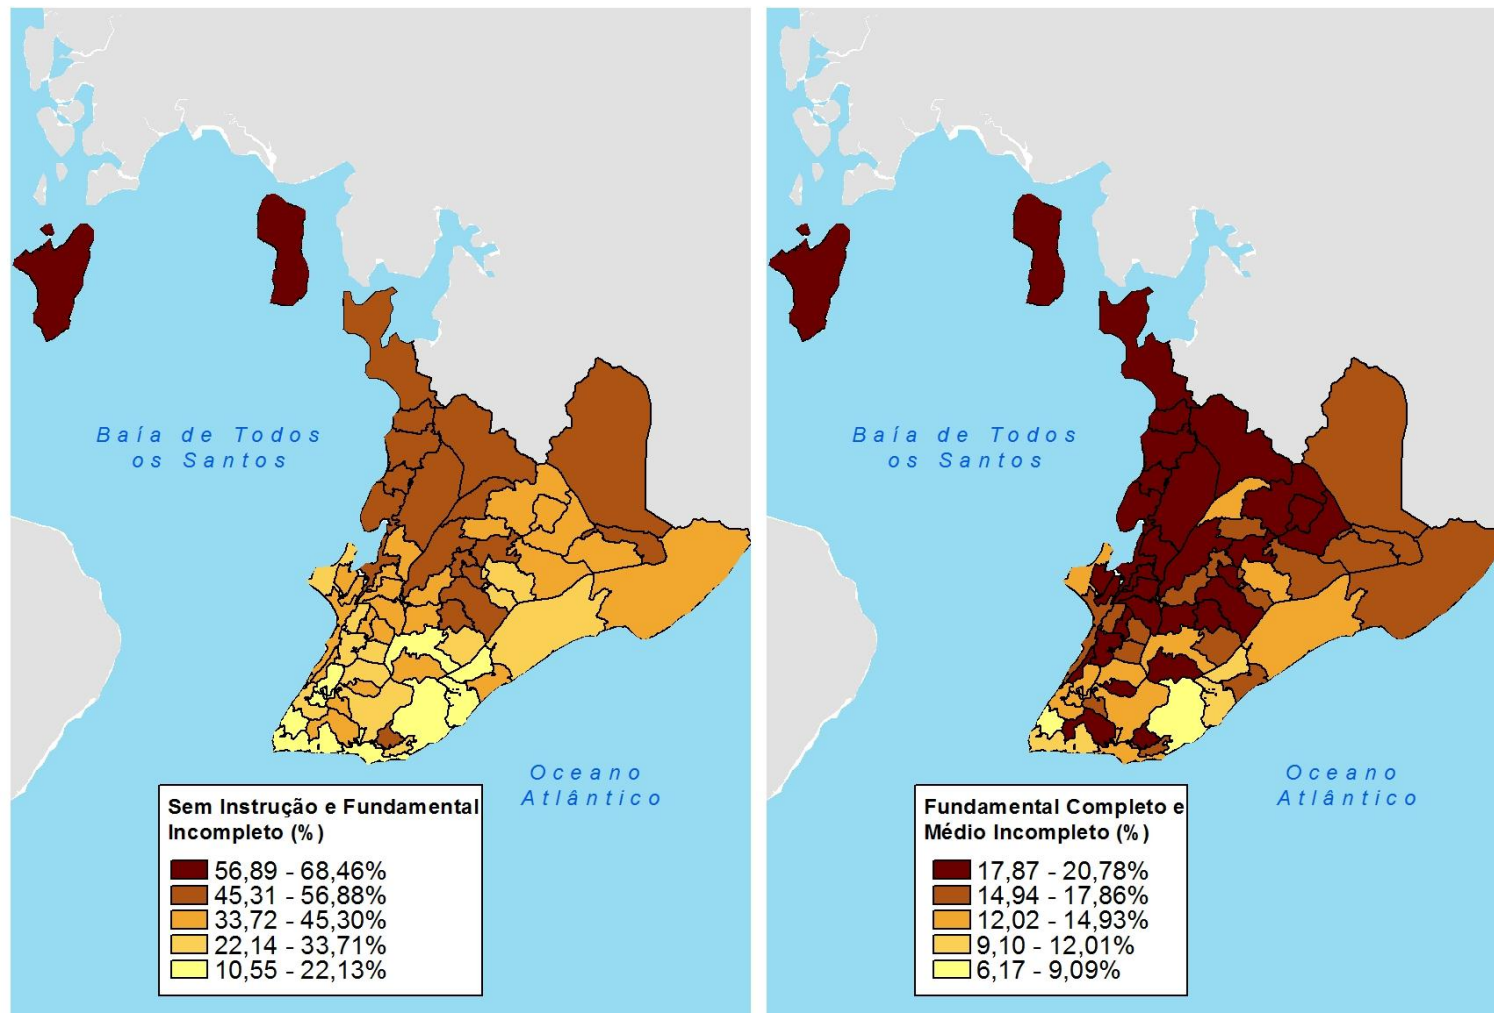 Baía de Todos
os Santos
Oceano
Atlântico
Sem Instrução e Fundamental
Incompleto (%)
56,89 - 68,46%
45,31 - 56,88%
33,72 - 45,30%
22,14 - 33,71%
10,55 - 22,13%
Baía de Todos
os Santos
Oceano
Atlântico
Fundamental Completo e
Médio Incompleto (%)
17,87 - 20,78%
14,94 - 17,86%
12,02 - 14,93%
9,10 - 12,01%
6,17 - 9,09%